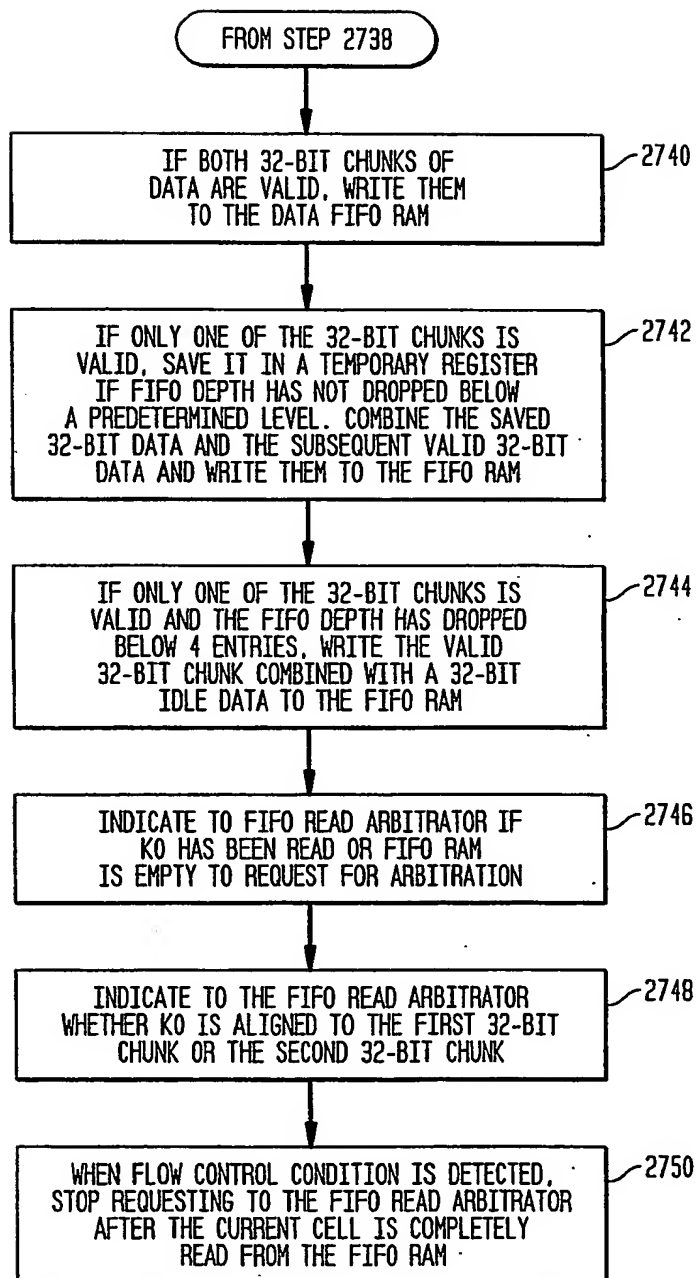 FROM STEP 2738
IF BOTH 32-BIT CHUNKS OF
DATA ARE VALID, WRITE THEM
TO THE DATA FIFO RAM
2740
IF ONLY ONE OF THE 32-BIT CHUNKS IS
VALID, SAVE IT IN A TEMPORARY REGISTER
IF FIFO DEPTH HAS NOT DROPPED BELOW
A PREDETERMINED LEVEL. COMBINE THE SAVED
32-BIT DATA AND THE SUBSEQUENT VALID 32-BIT
DATA AND WRITE THEM TO THE FIFO RAM
2742
IF ONLY ONE OF THE 32-BIT CHUNKS IS
VALID AND THE FIFO DEPTH HAS DROPPED
BELOW 4 ENTRIES, WRITE THE VALID
32-BIT CHUNK COMBINED WITH A 32-BIT
IDLE DATA TO THE FIFO RAM
2744
INDICATE TO FIFO READ ARBITRATOR IF
K0 HAS BEEN READ OR FIFO RAM
IS EMPTY TO REQUEST FOR ARBITRATION
2746
INDICATE TO THE FIFO READ ARBITRATOR
WHETHER K0 IS ALIGNED TO THE FIRST 32-BIT
CHUNK OR THE SECOND 32-BIT CHUNK
2748
WHEN FLOW CONTROL CONDITION IS DETECTED,
STOP REQUESTING TO THE FIFO READ ARBITRATOR
AFTER THE CURRENT CELL IS COMPLETELY
READ FROM THE FIFO RAM
2750